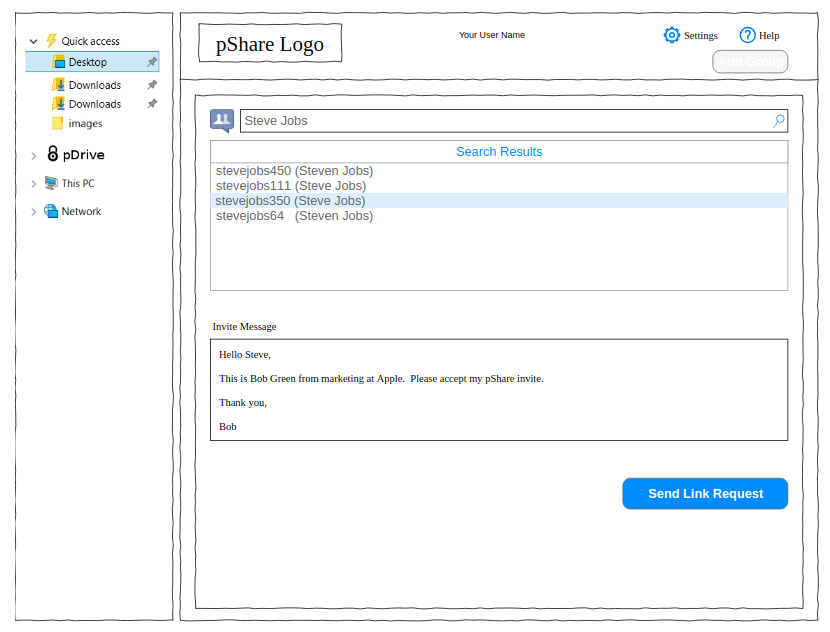 Quick access
Desktop
Downloads
Downloads
images
pDrive
This PC
Network
pShare Logo
Your User Name
Settings
Help
Add Group
Steve Jobs
Search Results
stevejobs450 (Steven Jobs)
stevejobs111 (Steve Jobs)
stevejobs350 (Steve Jobs)
stevejobs64 (Steven Jobs)
Invite Message
Hello Steve,
This is Bob Green from marketing at Apple. Please accept my pShare invite.
Thank you,
Bob
Send Link Request